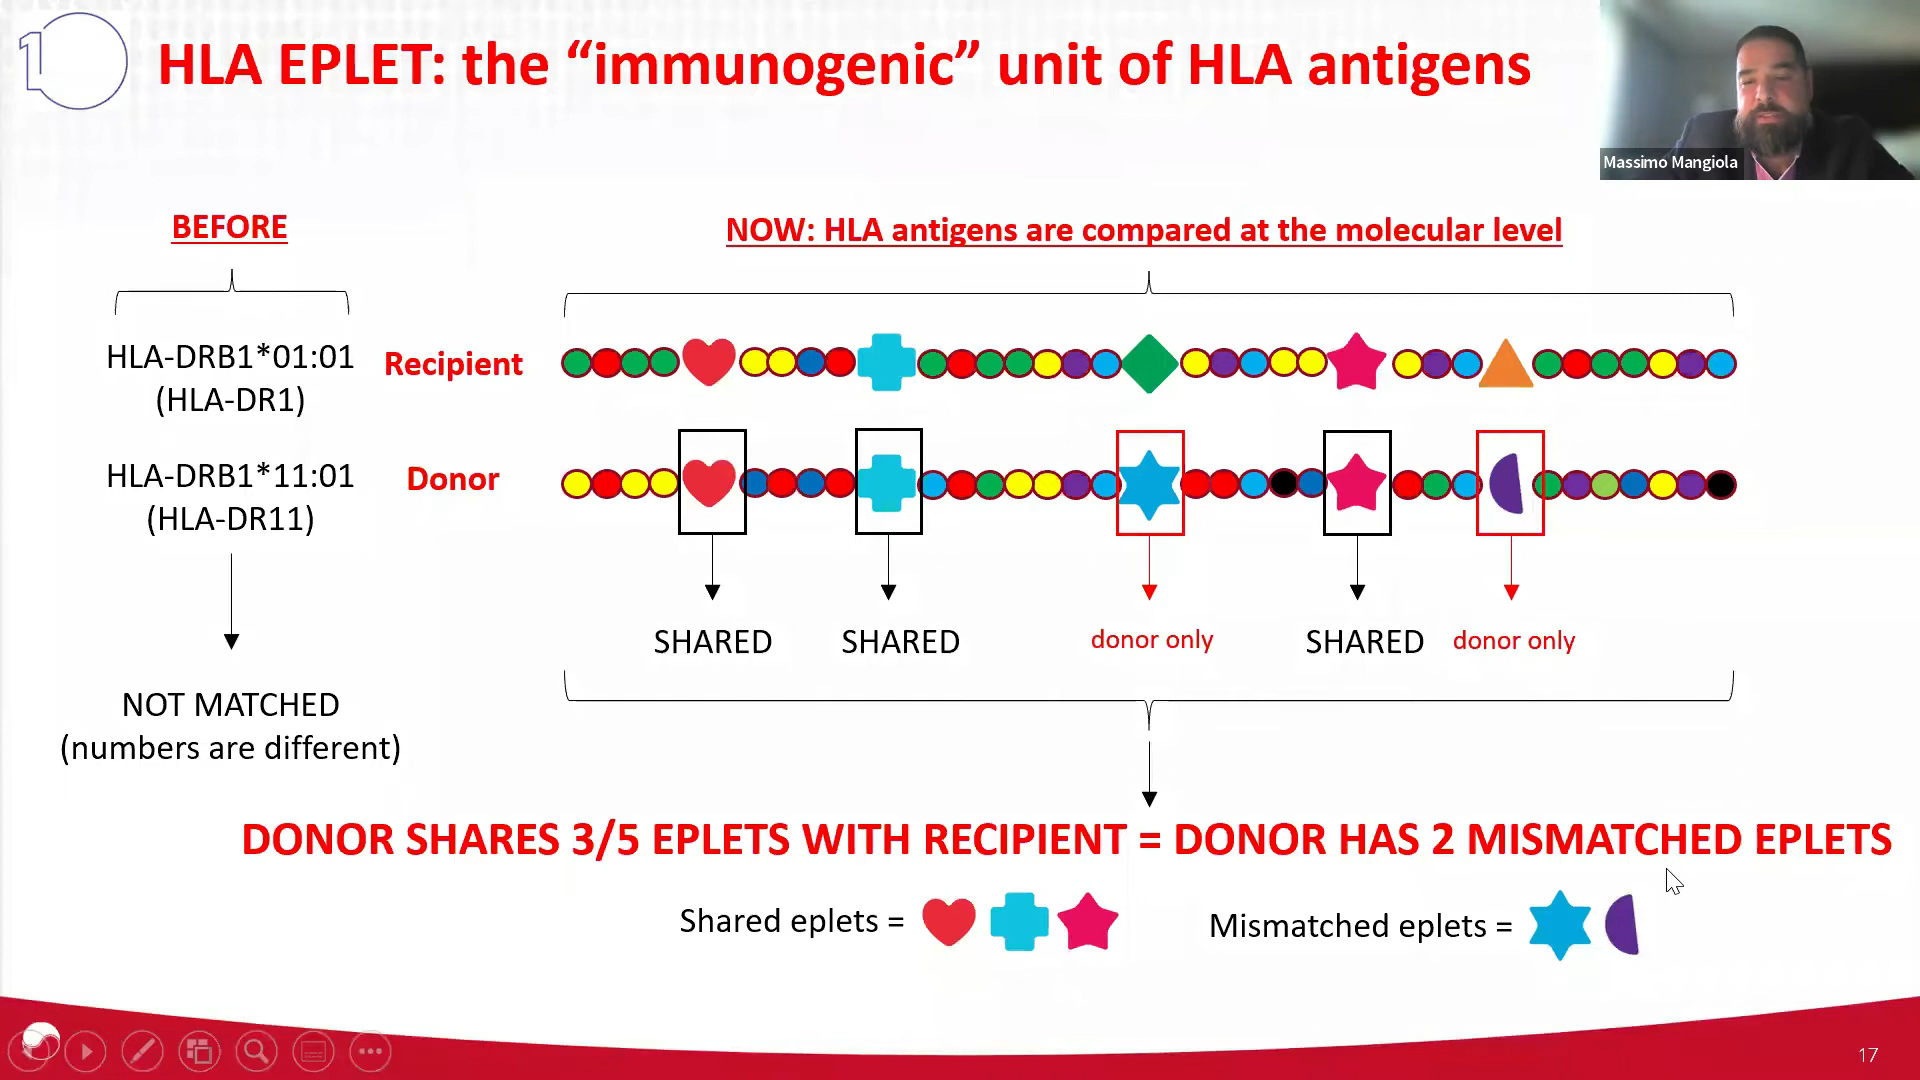 HLA EPLET: the “immunogenic” unit of HLA antigens
Massimo Mangiola
BEFORE
NOW: HLA antigens are compared at the molecular level
HLA-DRB1*01:01
(HLA-DR1)
Recipient
HLA-DRB1*11:01
(HLA-DR11)
Donor
SHARED
SHARED
donor only
SHARED
donor only
NOT MATCHED
(numbers are different)
DONOR SHARES 3/5 EPLETS WITH RECIPIENT = DONOR HAS 2 MISMATCHED EPLETS
Shared eplets =
Mismatched eplets =
17